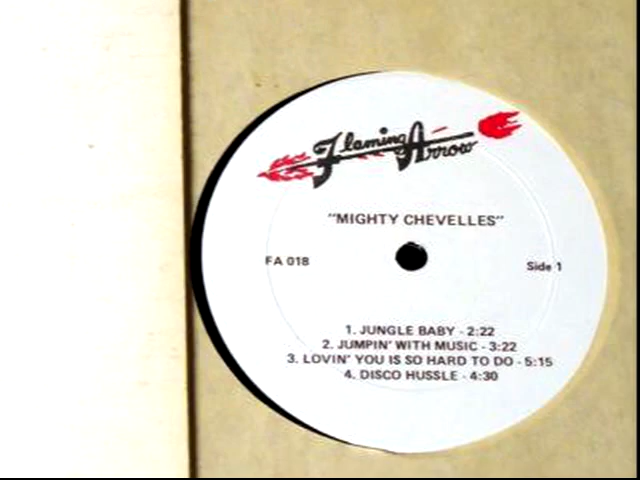 Flaming Arrow
"MIGHTY CHEVELLES"
FA 018
Side 1
1. JUNGLE BABY - 2:22
2. JUMPIN' WITH MUSIC - 3:22
3. LOVIN' YOU IS SO HARD TO DO - 5:15
4. DISCO HUSSLE - 4:30